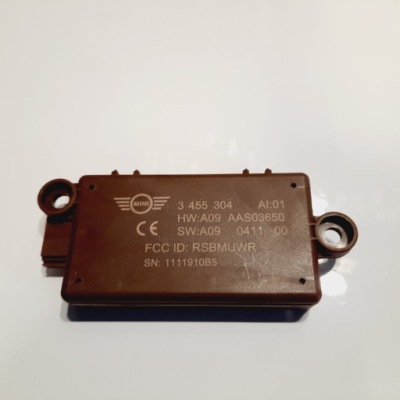 MINI
3 455 304 AI:01
HW:A09 AAS03650
CE
SW:A09 0411 00
FCC ID: RSBMUWR
SN: 1111910B5